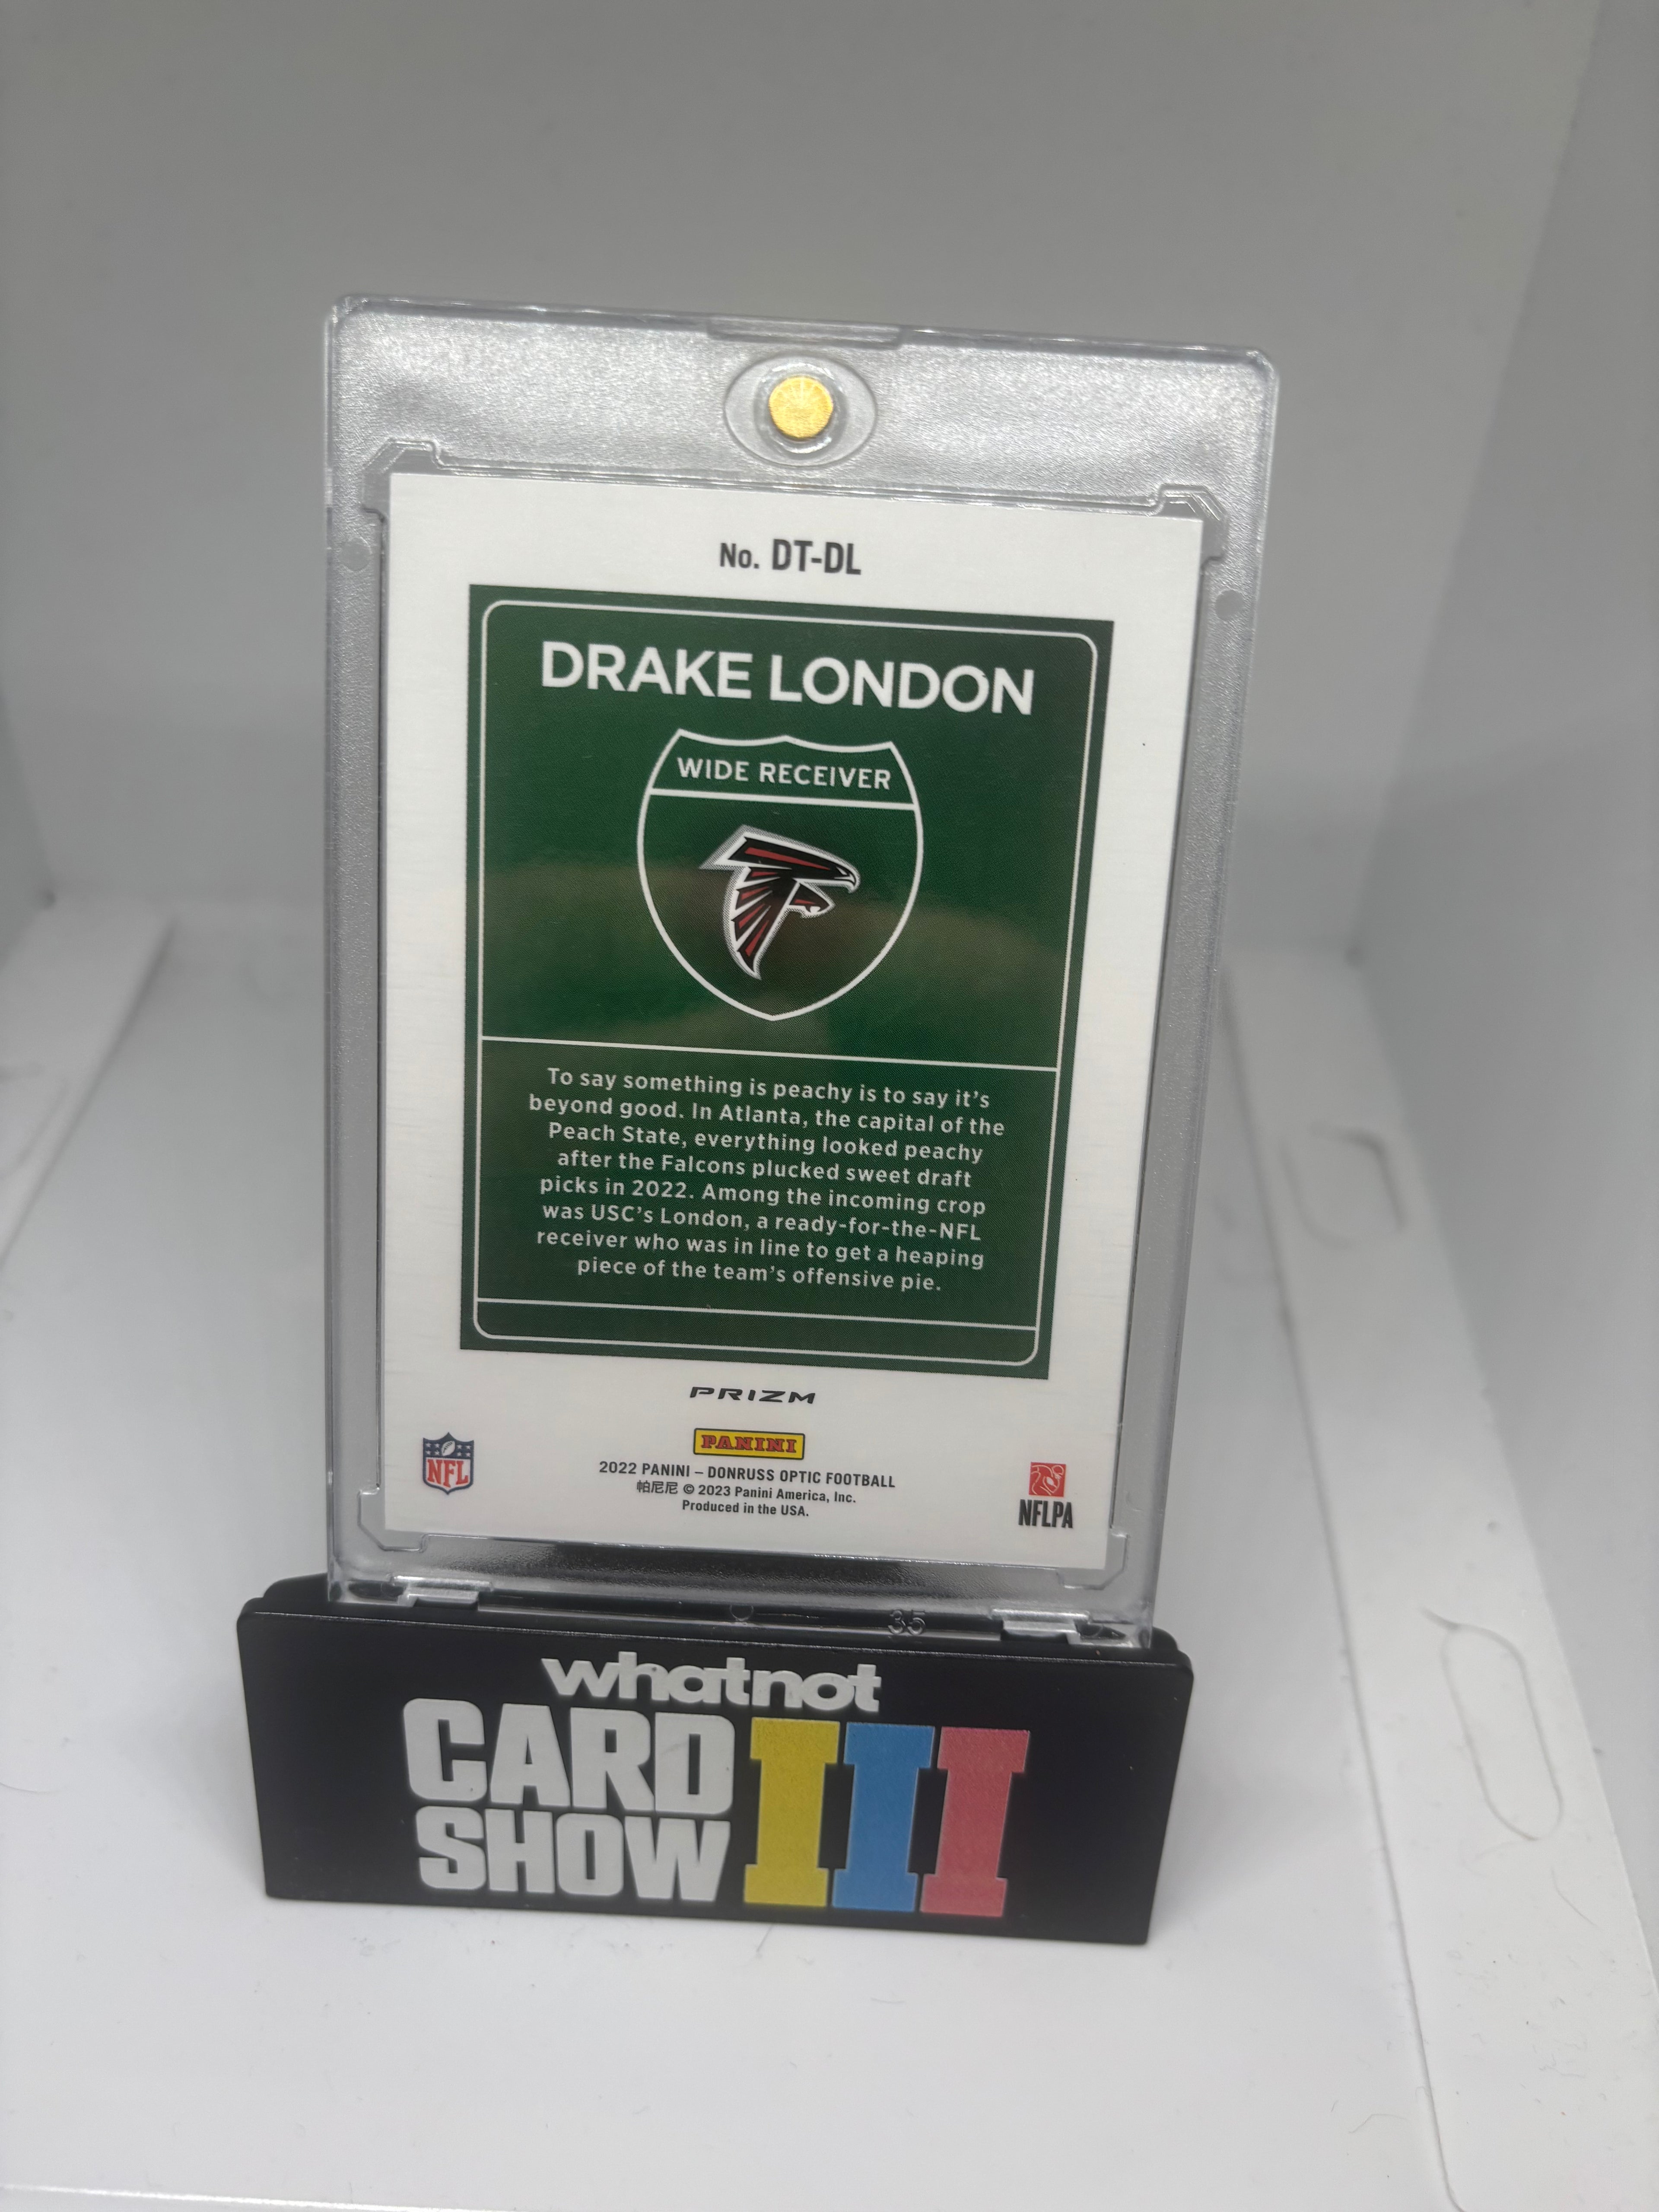 No. DT-DL
DRAKE LONDON
WIDE RECEIVER
To say something is peachy is to say it's
beyond good. In Atlanta, the capital of the
Peach State, everything looked peachy
after the Falcons plucked sweet draft
picks in 2022. Among the incoming crop
was USC's London, a ready-for-the-NFL
receiver who was in line to get a heaping
piece of the team's offensive pie.
PRIZM
PANINI
NFL
2022 PANINI – DONRUSS OPTIC FOOTBALL
帕尼尼 © 2023 Panini America, Inc.
Produced in the USA.
NFLPA
35
whatnot
CARD
SHOW III